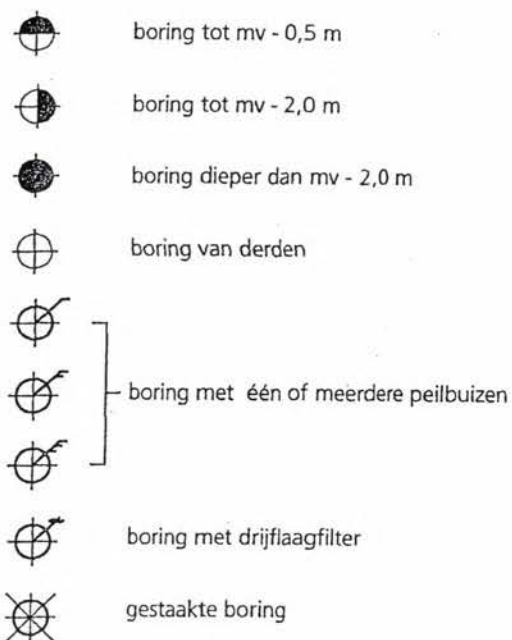 boring tot mv - 0,5 m
boring tot mv - 2,0 m
boring dieper dan mv - 2,0 m
boring van derden
boring met één of meerdere peilbuizen
boring met drijflaagfilter
gestaakte boring